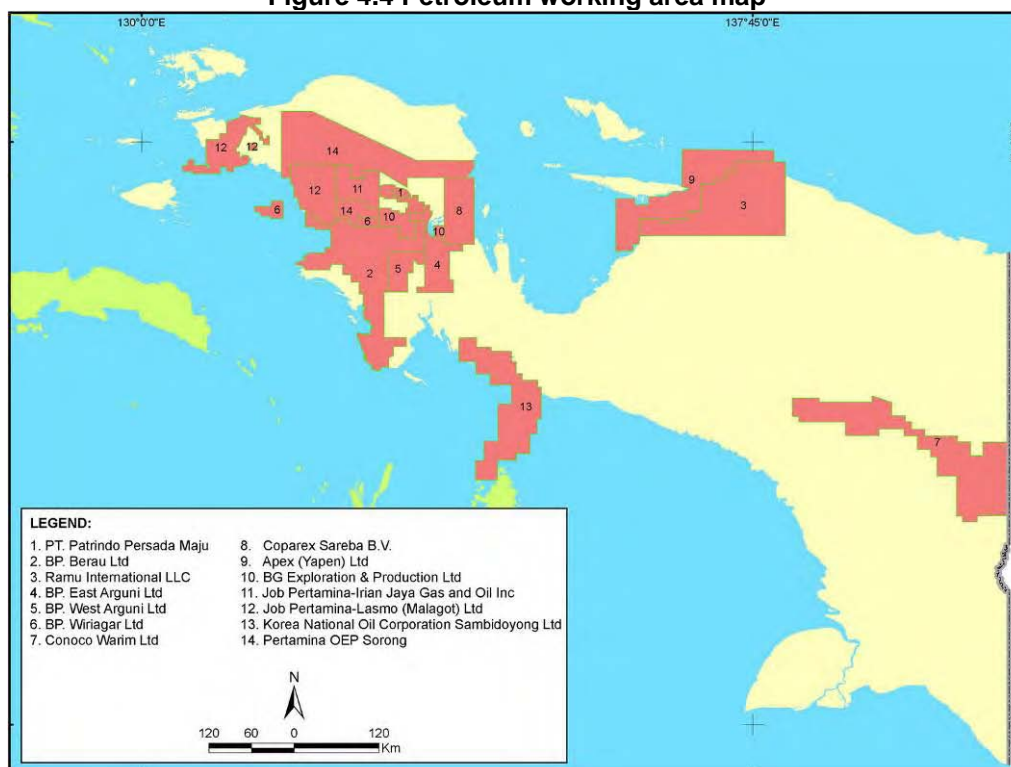 Figure 4.4 Petroleum working area map
130°0'0"E
137°45'0"E
12
12
14
9
12
11
1
3
6
14
6
10
8
10
2
5
4
13
7
LEGEND:
1. PT. Patrindo Persada Maju
2. BP. Berau Ltd
3. Ramu International LLC
4. BP. East Arguni Ltd
5. BP. West Arguni Ltd
6. BP. Wiriagar Ltd
7. Conoco Warim Ltd
8. Coparex Sareba B.V.
9. Apex (Yapen) Ltd
10. BG Exploration & Production Ltd
11. Job Pertamina-Irian Jaya Gas and Oil Inc
12. Job Pertamina-Lasmo (Malagot) Ltd
13. Korea National Oil Corporation Sambidoyong Ltd
14. Pertamina OEP Sorong
N
120 60 0 120
Km